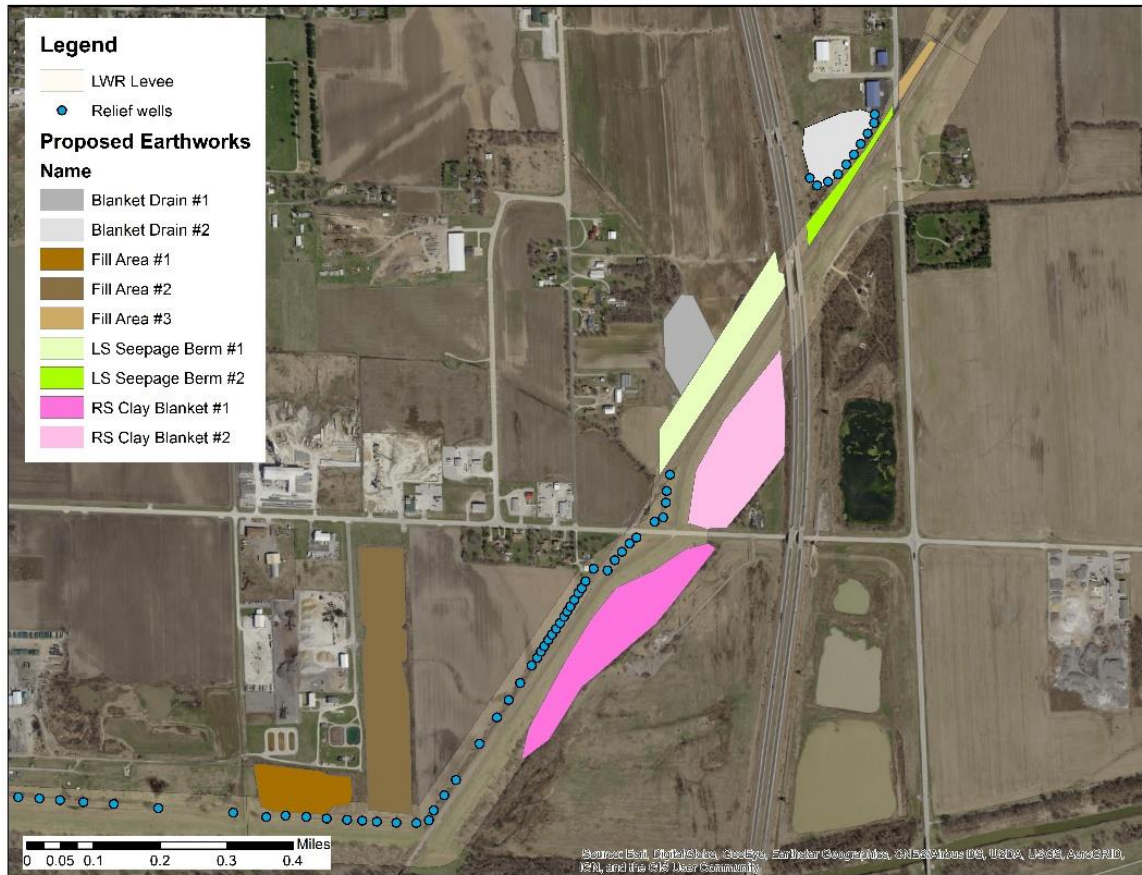 Legend
LWR Levee
Relief wells
Proposed Earthworks
Name
Blanket Drain #1
Blanket Drain #2
Fill Area #1
Fill Area #2
Fill Area #3
LS Seepage Berm #1
LS Seepage Berm #2
RS Clay Blanket #1
RS Clay Blanket #2
Miles
0 0.05 0.1 0.2 0.3 0.4
Source: Esri, DigitalGlobe, GeoEye, Earthstar Geographics, CNES/Airbus DS, USDA, USGS, AeroGRID,
IGN, and the GIS User Community